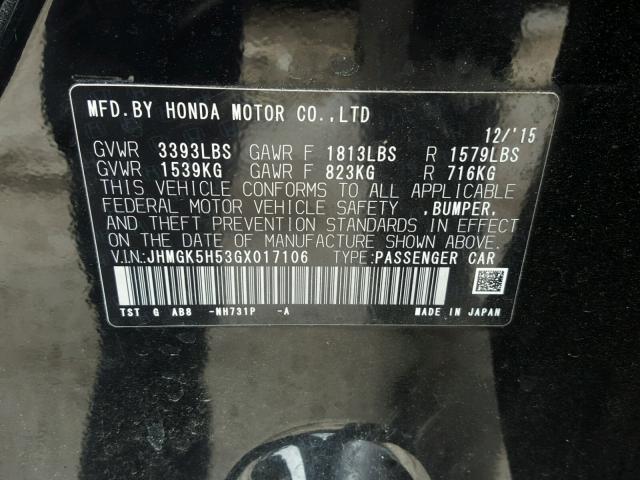 MFD.BY HONDA MOTOR CO.,LTD
12/'15
GVWR 3393LBS GAWR F 1813LBS R 1579LBS
GVWR 1539KG GAWR F 823KG R 716KG
THIS VEHICLE CONFORMS TO ALL APPLICABLE
FEDERAL MOTOR VEHICLE SAFETY ,BUMPER,
AND THEFT PREVENTION STANDARDS IN EFFECT
ON THE DATE OF MANUFACTURE SHOWN ABOVE.
V.I.N:JHMGK5H53GX017106 TYPE:PASSENGER CAR
TST G AB8 -NH731P -A MADE IN JAPAN